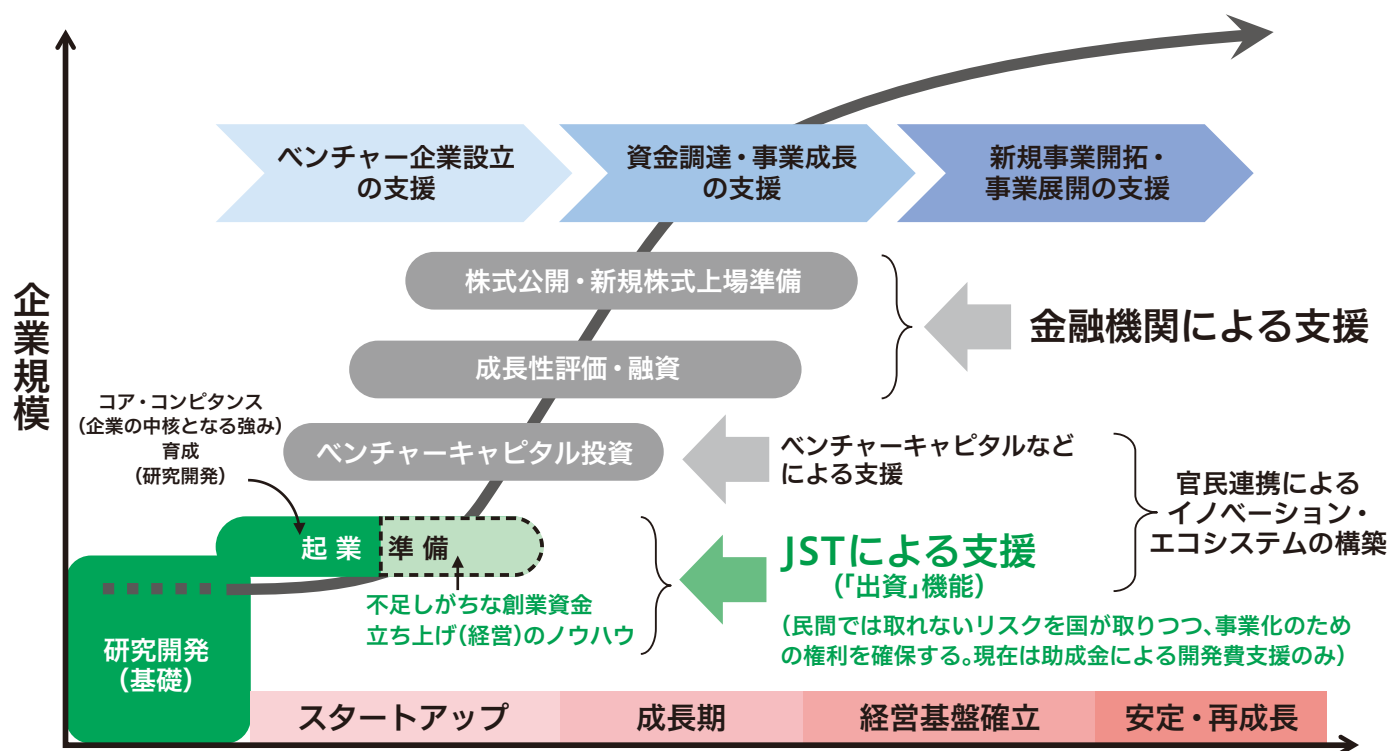 ベンチャー企業設立
の支援
資金調達・事業成長
の支援
新規事業開拓・
事業展開の支援
企業規模
株式公開・新規株式上場準備
金融機関による支援
成長性評価・融資
コア・コンピタンス
(企業の中核となる強み)
育成
(研究開発)
ベンチャーキャピタル投資
ベンチャーキャピタルなど
による支援
官民連携による
イノベーション・
エコシステムの構築
起業準備
JSTによる支援
(「出資」機能)
不足しがちな創業資金
立ち上げ(経営)のノウハウ
(民間では取れないリスクを国が取りつつ、事業化のため
の権利を確保する。現在は助成金による開発費支援のみ)
研究開発
(基礎)
スタートアップ
成長期
経営基盤確立
安定・再成長